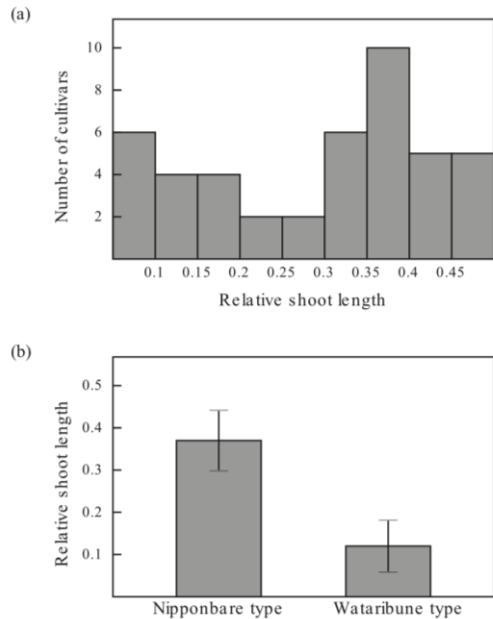 (a)
Number of cultivars
10
8
6
4
2
0.1 0.15 0.2 0.25 0.3 0.35 0.4 0.45
Relative shoot length
(b)
Relative shoot length
0.5
0.4
0.3
0.2
0.1
Nipponbare type Wataribune type